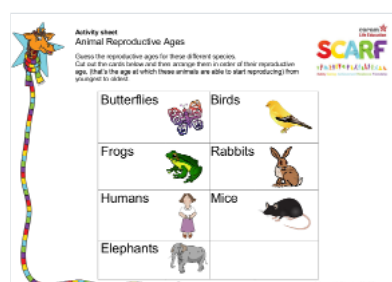 Activity sheet
Animal Reproductive Ages
Guess the reproductive ages for these different species.
Cut out the cards below and then arrange them in order of their reproductive
age, (that's the age at which these animals are able to start reproducing) from
youngest to oldest.
SCARF
Butterflies
Birds
Frogs
Rabbits
Humans
Mice
Elephants